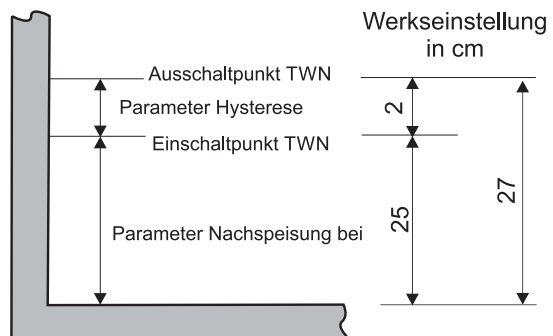 Werkseinstellung
in cm
Ausschaltpunkt TWN
Parameter Hysterese
2
Einschaltpunkt TWN
27
25
Parameter Nachspeisung bei